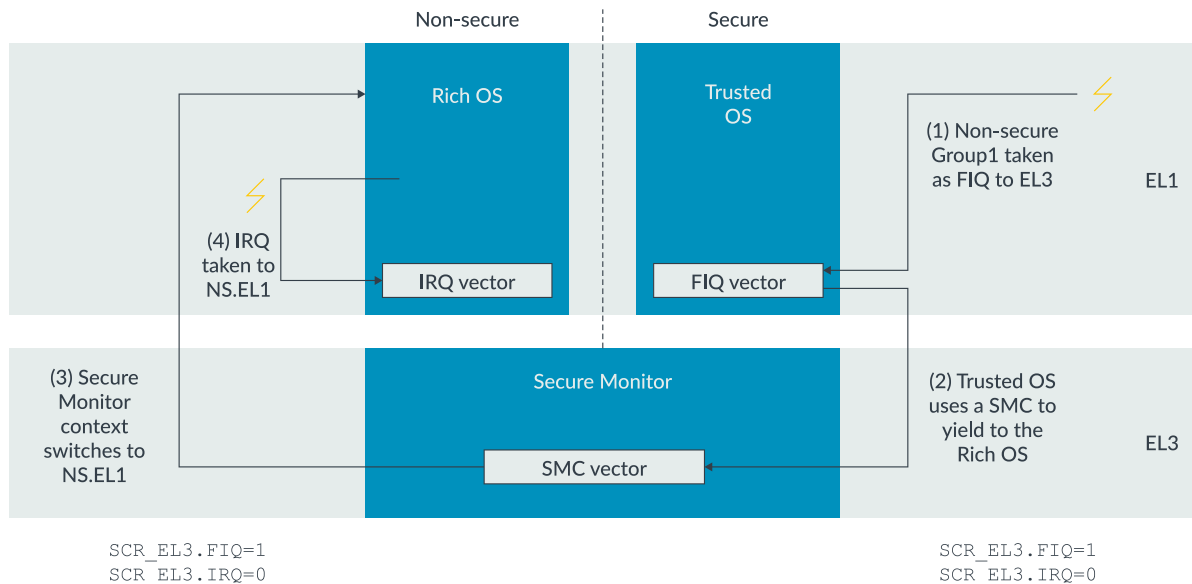 Non-secure
Secure
Rich OS
Trusted
OS
(1) Non-secure
Group1 taken
as FIQ to EL3
EL1
(4) IRQ
taken to
NS.EL1
IRQ vector
FIQ vector
(3) Secure
Monitor
context
switches to
NS.EL1
Secure Monitor
(2) Trusted OS
uses a SMC to
yield to the
Rich OS
EL3
SMC vector
SCR_EL3.FIQ=1
SCR_EL3.IRQ=0
SCR_EL3.FIQ=1
SCR_EL3.IRQ=0